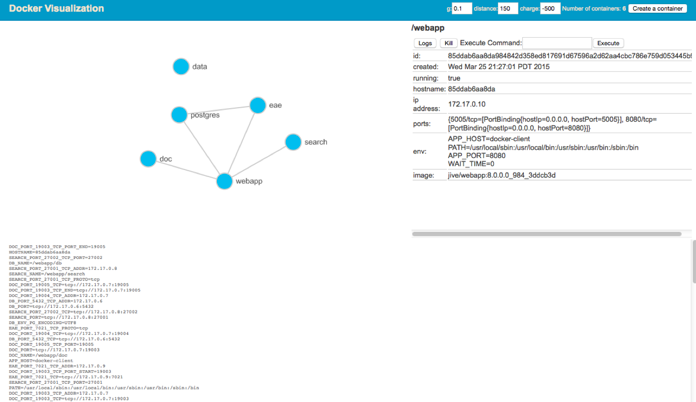 Docker Visualization
g: 0.1 distance: 150 charge: -500 Number of containers: 6 Create a container
data
postgres
eae
search
doc
webapp
/webapp
Logs Kill Execute Command: Execute
id: 85ddab6aa8da984842d358ed817691d67596a2d62aa4cbc786e759d053445b
created: Wed Mar 25 21:27:01 PDT 2015
running: true
hostname: 85ddab6aa8da
ip
address: 172.17.0.10
ports: {5005/tcp=[PortBinding{hostIp=0.0.0.0, hostPort=5005}], 8080/tcp=
[PortBinding{hostIp=0.0.0.0, hostPort=8080}]}
env: APP_HOST=docker-client
PATH=/usr/local/sbin:/usr/local/bin:/usr/sbin:/usr/bin:/sbin:/bin
APP_PORT=8080
WAIT_TIME=0
image: jive/webapp:8.0.0.0_984_3ddcb3d
DOC_PORT_19003_TCP_PORT_END=19005
HOSTNAME=85ddab6aa8da
SEARCH_PORT_27002_TCP_PORT=27002
DB_NAME=/webapp/db
SEARCH_PORT_27001_TCP_ADDR=172.17.0.8
SEARCH_NAME=/webapp/search
SEARCH_PORT_27001_TCP_PROTO=tcp
DOC_PORT_19005_TCP=tcp://172.17.0.7:19005
DOC_PORT_19003_TCP_END=tcp://172.17.0.7:19005
DOC_PORT_19004_TCP_ADDR=172.17.0.7
DB_PORT_5432_TCP_ADDR=172.17.0.6
DB_PORT=tcp://172.17.0.6:5432
SEARCH_PORT_27002_TCP=tcp://172.17.0.8:27002
SEARCH_PORT=tcp://172.17.0.8:27001
DB_ENV_PG_ENCODING=UTF8
EAE_PORT_7021_TCP_PROTO=tcp
DOC_PORT_19004_TCP=tcp://172.17.0.7:19004
DB_PORT_5432_TCP=tcp://172.17.0.6:5432
DOC_PORT_19005_TCP_PORT=19005
DOC_PORT=tcp://172.17.0.7:19003
DOC_NAME=/webapp/doc
APP_HOST=docker-client
EAE_PORT_7021_TCP_ADDR=172.17.0.9
DOC_PORT_19003_TCP_PORT_START=19003
EAE_PORT_7021_TCP=tcp://172.17.0.9:7021
SEARCH_PORT_27001_TCP_PORT=27001
PATH=/usr/local/sbin:/usr/local/bin:/usr/sbin:/usr/bin:/sbin:/bin
DOC_PORT_19003_TCP_ADDR=172.17.0.7
DOC_PORT_19003_TCP=tcp://172.17.0.7:19003